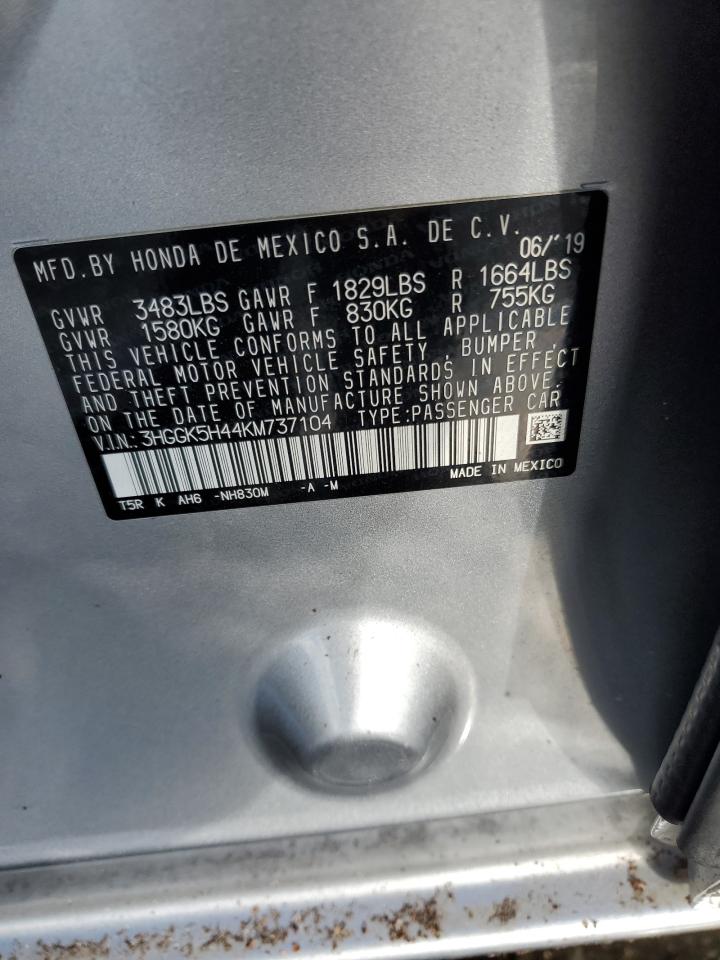 MFD.BY HONDA DE MEXICO S.A. DE C.V.
06/'19
GVWR 3483LBS GAWR F 1829LBS R 1664LBS
GVWR 1580KG GAWR F 830KG R 755KG
THIS VEHICLE CONFORMS TO ALL APPLICABLE
FEDERAL MOTOR VEHICLE SAFETY, BUMPER,
AND THEFT PREVENTION STANDARDS IN EFFECT
ON THE DATE OF MANUFACTURE SHOWN ABOVE.
V.I.N.:3HGGK5H44KM737104 TYPE:PASSENGER CAR
MADE IN MEXICO
T5R K AH6 -NH830M -A -M